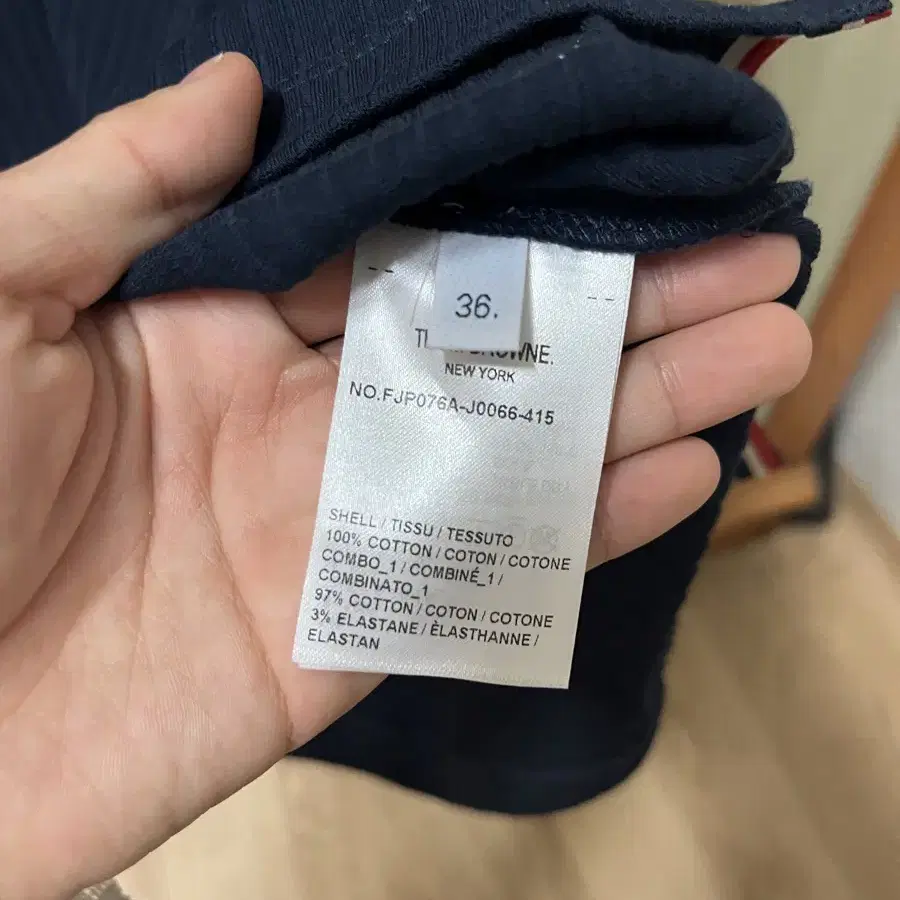 36.
BROWNE.
NEW YORK
NO.FJP076A-J0066-415
SHELL / TISSU / TESSUTO
100% COTTON / COTON / COTONE
COMBO_1 / COMBINÉ_1 /
COMBINATO_1
97% COTTON / COTON / COTONE
3% ELASTANE / ÈLASTHANNE /
ELASTAN